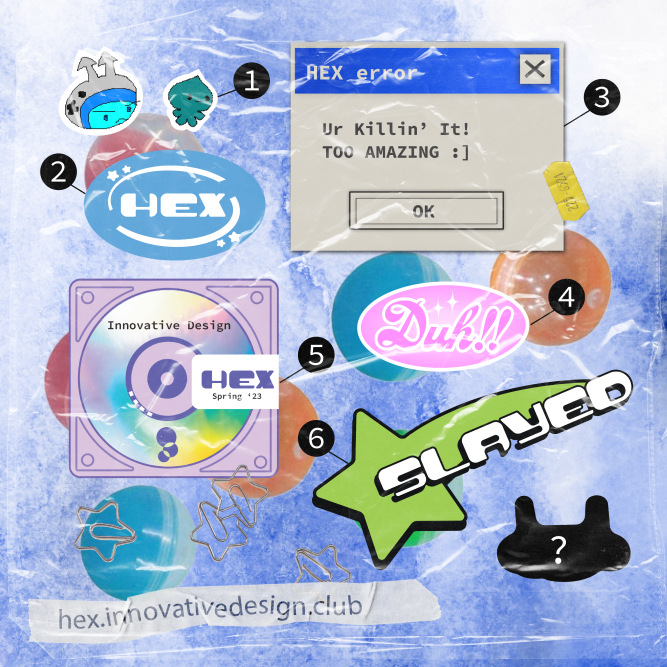 1
HEX error
3
Ur Killin’ It!
TOO AMAZING :]
2
HEX
OK
4
Duh!!
Innovative Design
HEX
Spring ‘23
5
SLAYED
6
?
hex.innovativedesign.club